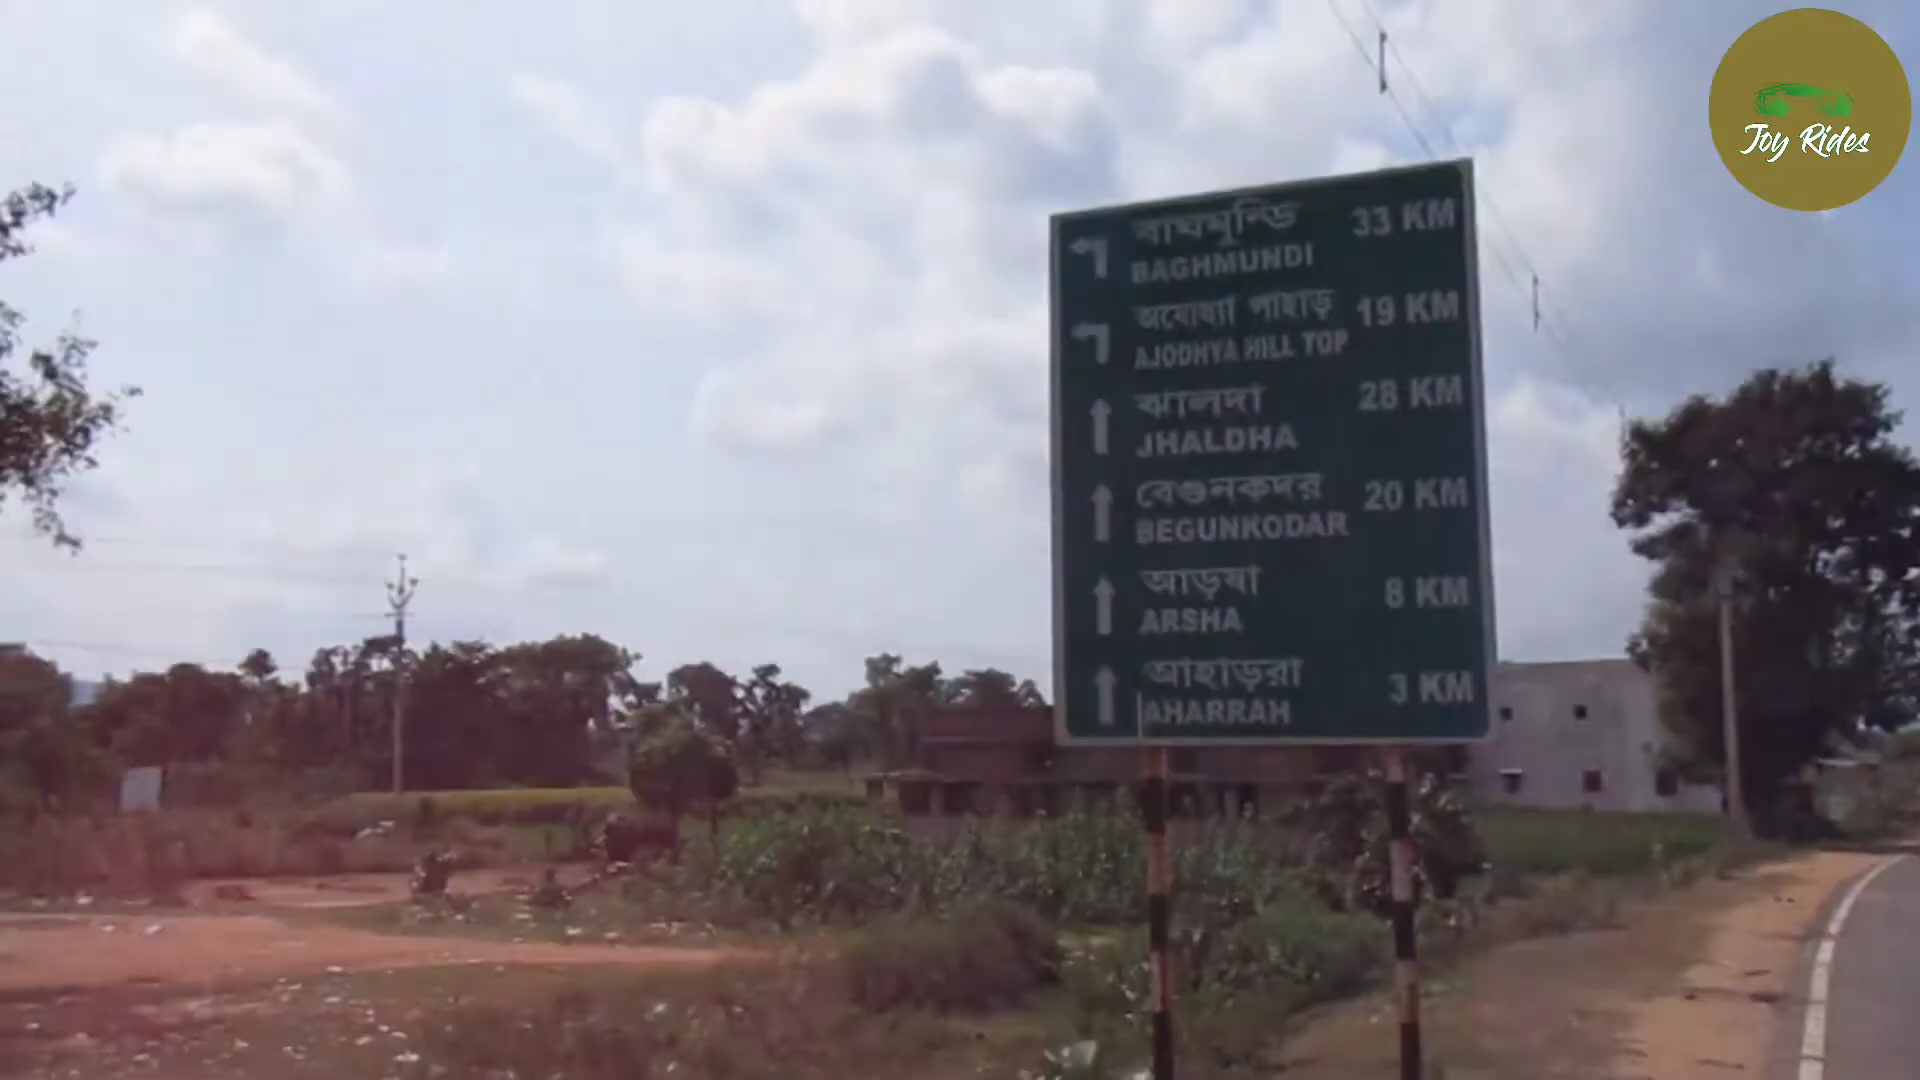 বাঘমুন্ডি 33 KM
BAGHMUNDI
অযোধ্যা পাহাড় 19 KM
AJODHYA HILL TOP
ঝালদা 28 KM
JHALDHA
বেগুনকদর 20 KM
BEGUNKODAR
আড়ষা 8 KM
ARSHA
আহাড়রা 3 KM
AHARRAH
Joy Rides